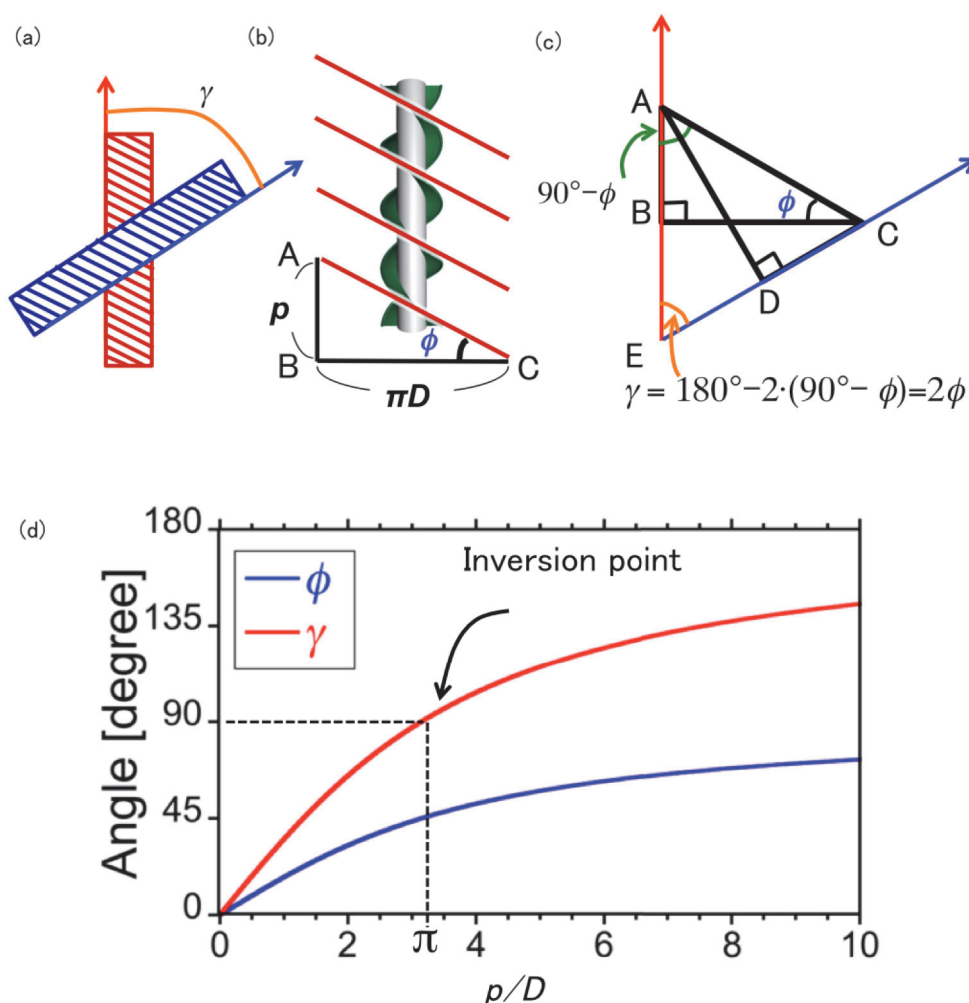 (a)
γ
(b)
A
p
B
πD
C
ϕ
(c)
A
90°−ϕ
B
ϕ
C
D
E
γ = 180°−2·(90°− ϕ)=2ϕ
(d)
Angle [degree]
180
135
90
45
0
ϕ
γ
Inversion point
0
2
π
4
6
8
10
p/D